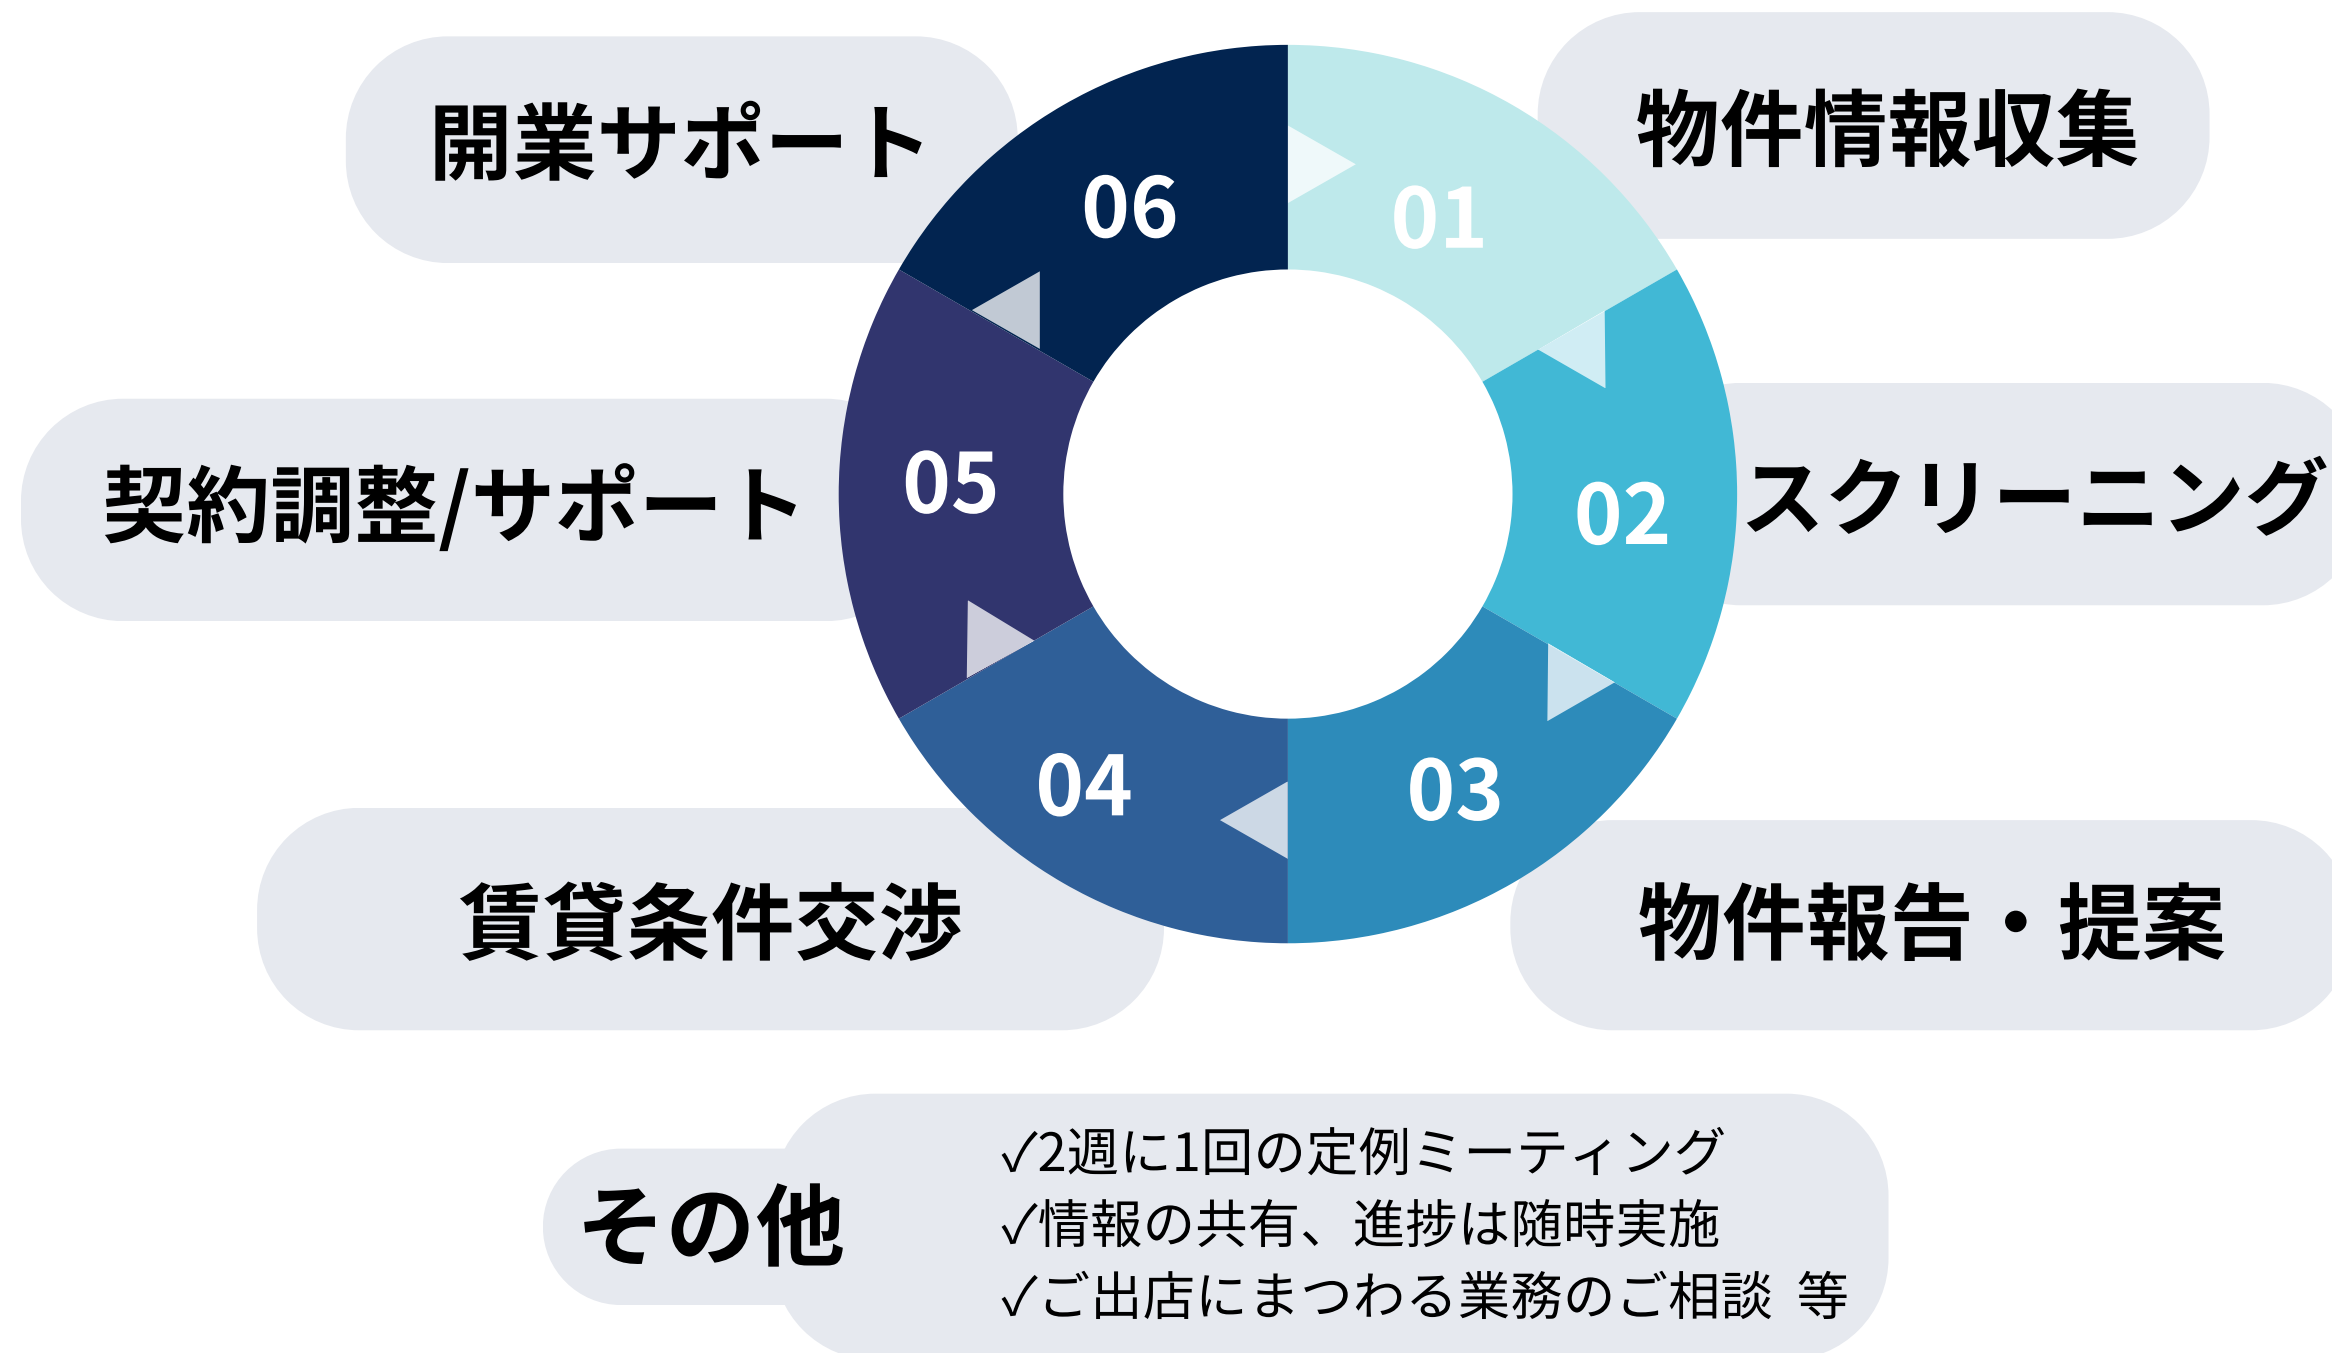 01
物件情報収集
02
スクリーニング
03
物件報告・提案
04
賃貸条件交渉
05
契約調整/サポート
06
開業サポート
その他
✓2週に1回の定例ミーティング
✓情報の共有、進捗は随時実施
✓ご出店にまつわる業務のご相談 等